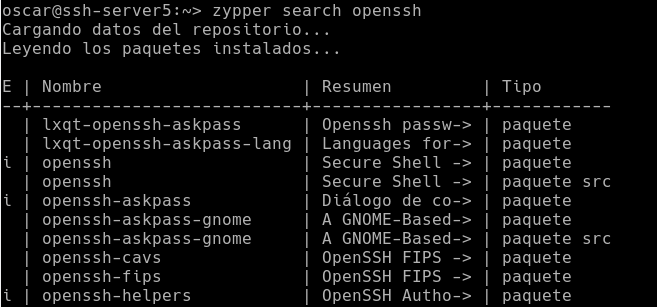 oscar@ssh-server5:~> zypper search openssh
Cargando datos del repositorio...
Leyendo los paquetes instalados...

E | Nombre                     | Resumen         | Tipo
--+----------------------------+-----------------+------------
  | lxqt-openssh-askpass       | Openssh passw-> | paquete
  | lxqt-openssh-askpass-lang  | Languages for-> | paquete
i | openssh                    | Secure Shell -> | paquete
  | openssh                    | Secure Shell -> | paquete src
i | openssh-askpass            | Diálogo de co-> | paquete
  | openssh-askpass-gnome      | A GNOME-Based-> | paquete
  | openssh-askpass-gnome      | A GNOME-Based-> | paquete src
  | openssh-cavs               | OpenSSH FIPS -> | paquete
  | openssh-fips               | OpenSSH FIPS -> | paquete
i | openssh-helpers            | OpenSSH Autho-> | paquete